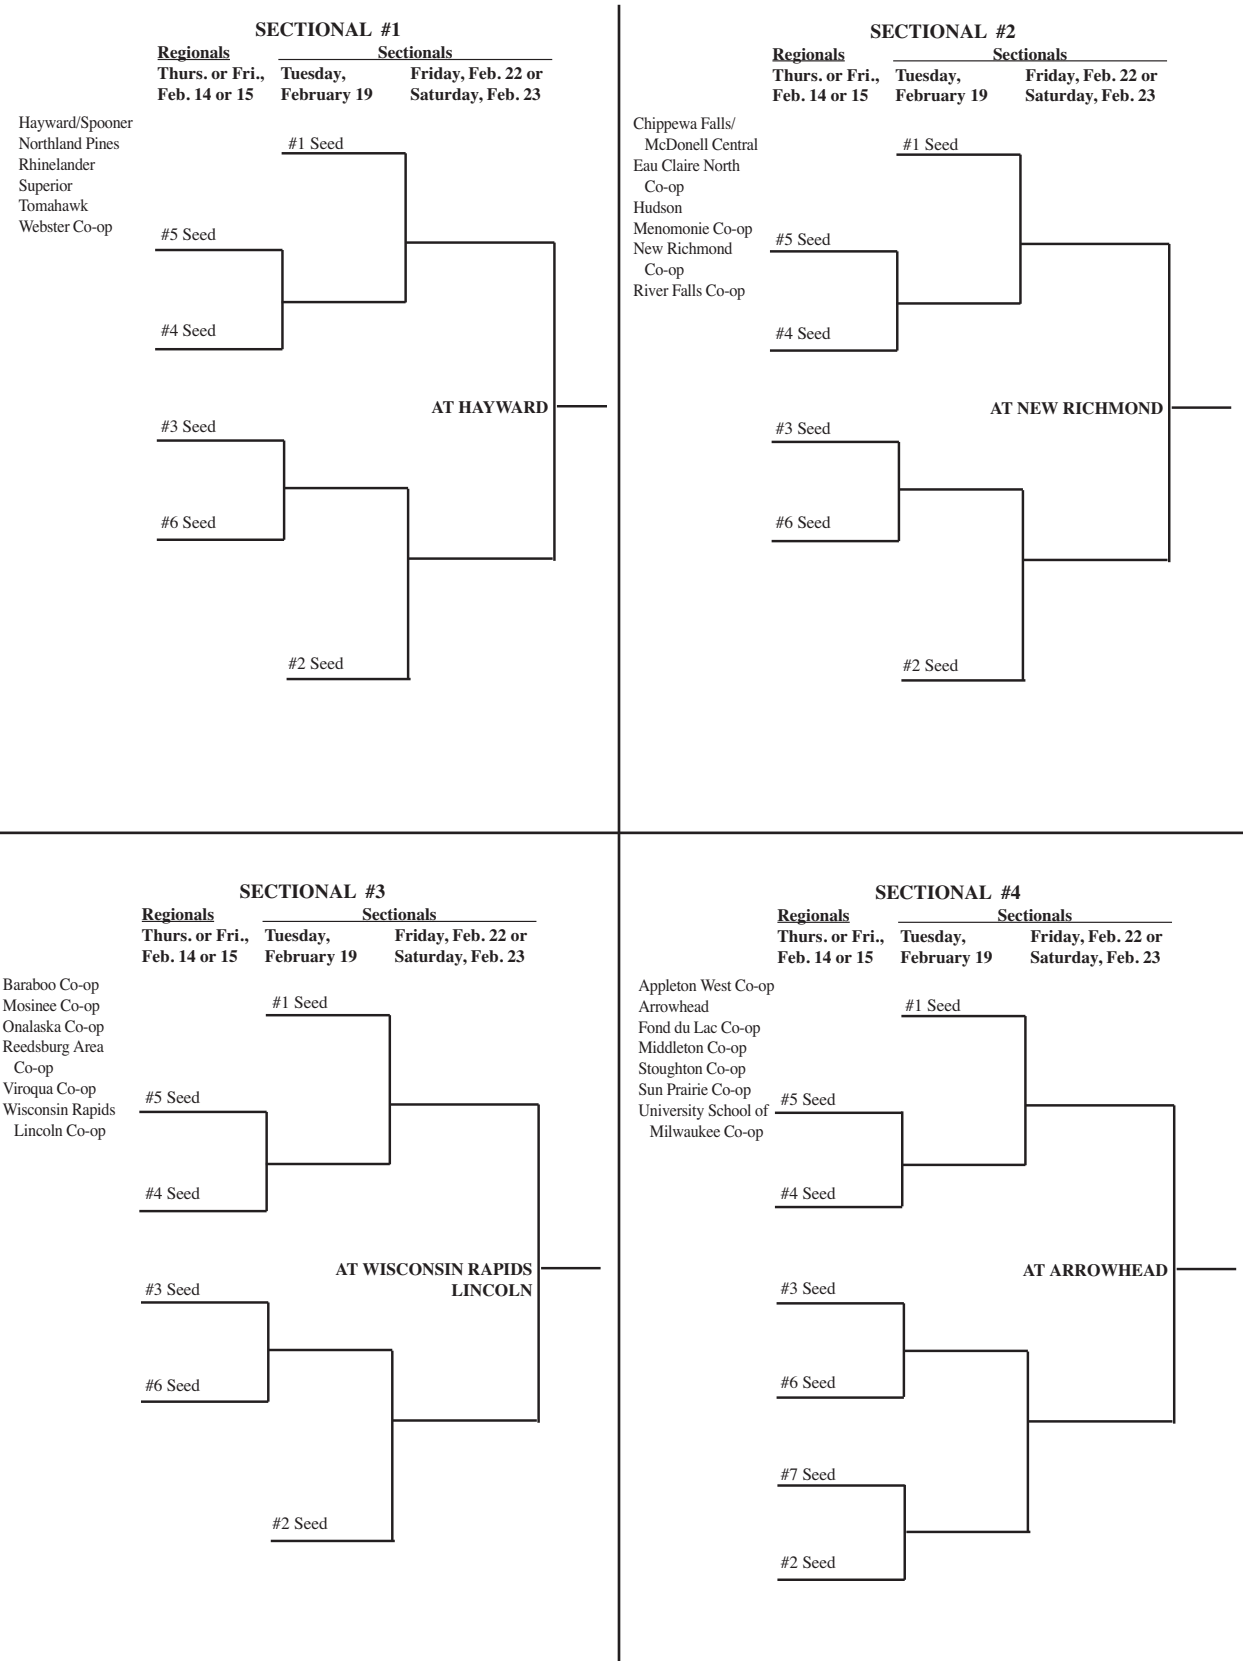 SECTIONAL #1
Regionals Sectionals
Thurs. or Fri., Tuesday, Friday, Feb. 22 or
Feb. 14 or 15 February 19 Saturday, Feb. 23
Hayward/Spooner
Northland Pines
Rhinelander
Superior
Tomahawk
Webster Co-op
#1 Seed
#5 Seed
#4 Seed
AT HAYWARD
#3 Seed
#6 Seed
#2 Seed
SECTIONAL #2
Regionals Sectionals
Thurs. or Fri., Tuesday, Friday, Feb. 22 or
Feb. 14 or 15 February 19 Saturday, Feb. 23
Chippewa Falls/
McDonell Central
Eau Claire North
Co-op
Hudson
Menomonie Co-op
New Richmond
Co-op
River Falls Co-op
#1 Seed
#5 Seed
#4 Seed
AT NEW RICHMOND
#3 Seed
#6 Seed
#2 Seed
SECTIONAL #3
Regionals Sectionals
Thurs. or Fri., Tuesday, Friday, Feb. 22 or
Feb. 14 or 15 February 19 Saturday, Feb. 23
Baraboo Co-op
Mosinee Co-op
Onalaska Co-op
Reedsburg Area
Co-op
Viroqua Co-op
Wisconsin Rapids
Lincoln Co-op
#1 Seed
#5 Seed
#4 Seed
AT WISCONSIN RAPIDS
LINCOLN
#3 Seed
#6 Seed
#2 Seed
SECTIONAL #4
Regionals Sectionals
Thurs. or Fri., Tuesday, Friday, Feb. 22 or
Feb. 14 or 15 February 19 Saturday, Feb. 23
Appleton West Co-op
Arrowhead
Fond du Lac Co-op
Middleton Co-op
Stoughton Co-op
Sun Prairie Co-op
University School of
Milwaukee Co-op
#1 Seed
#5 Seed
#4 Seed
AT ARROWHEAD
#3 Seed
#6 Seed
#7 Seed
#2 Seed